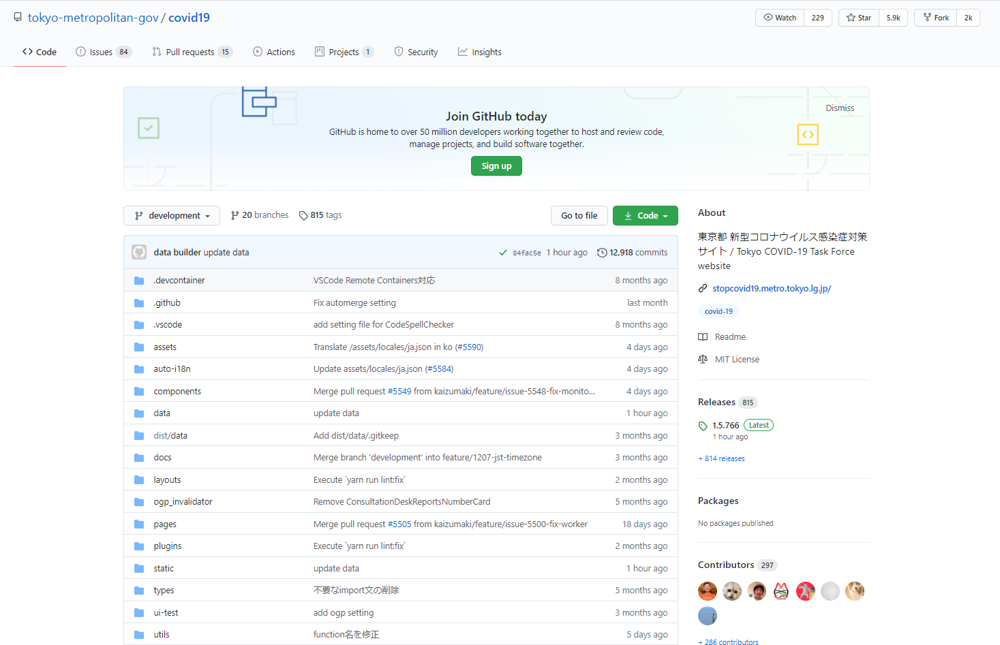 tokyo-metropolitan-gov / covid19
Watch 229 Star 5.9k Fork 2k
Code Issues 84 Pull requests 15 Actions Projects 1 Security Insights
Dismiss
Join GitHub today
GitHub is home to over 50 million developers working together to host and review code,
manage projects, and build software together.
Sign up
development 20 branches 815 tags Go to file Code
data builder update data 84fac5e 1 hour ago 12,918 commits
.devcontainer VSCode Remote Containers対応 8 months ago
.github Fix automerge setting last month
.vscode add setting file for CodeSpellChecker 8 months ago
assets Translate /assets/locales/ja.json in ko (#5590) 4 days ago
auto-i18n Update assets/locales/ja.json (#5584) 4 days ago
components Merge pull request #5549 from kaizumaki/feature/issue-5548-fix-monito... 4 days ago
data update data 1 hour ago
dist/data Add dist/data/.gitkeep 3 months ago
docs Merge branch 'development' into feature/1207-jst-timezone 3 months ago
layouts Execute `yarn run lint:fix` 2 months ago
ogp_invalidator Remove ConsultationDeskReportsNumberCard 5 months ago
pages Merge pull request #5505 from kaizumaki/feature/issue-5500-fix-worker 18 days ago
plugins Execute `yarn run lint:fix` 2 months ago
static update data 1 hour ago
types 不要なimport文の削除 5 months ago
ui-test add ogp setting 3 months ago
utils function名を修正 5 days ago
About
東京都 新型コロナウイルス感染症対策
サイト / Tokyo COVID-19 Task Force
website
stopcovid19.metro.tokyo.lg.jp/
covid-19
Readme
MIT License
Releases 815
1.5.766 Latest
1 hour ago
+ 814 releases
Packages
No packages published
Contributors 297
+ 286 contributors